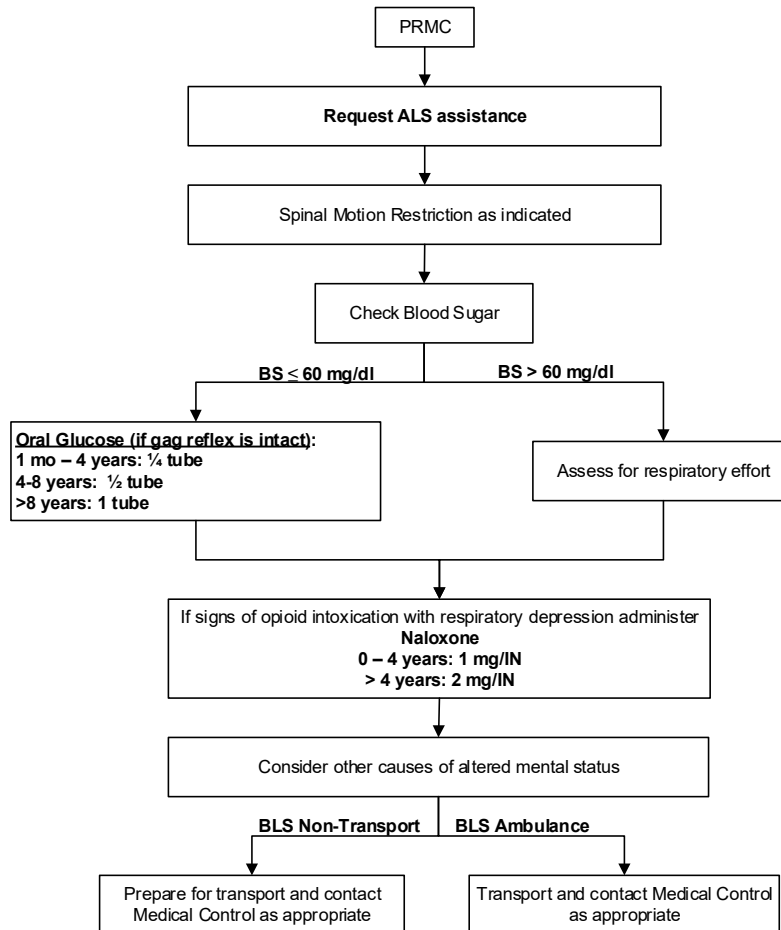 PRMC
Request ALS assistance
Spinal Motion Restriction as indicated
Check Blood Sugar
BS ≤ 60 mg/dl
BS > 60 mg/dl
Oral Glucose (if gag reflex is intact):
1 mo – 4 years: ¼ tube
4-8 years: ½ tube
>8 years: 1 tube
Assess for respiratory effort
If signs of opioid intoxication with respiratory depression administer
Naloxone
0 – 4 years: 1 mg/IN
> 4 years: 2 mg/IN
Consider other causes of altered mental status
BLS Non-Transport
BLS Ambulance
Prepare for transport and contact
Medical Control as appropriate
Transport and contact Medical Control
as appropriate